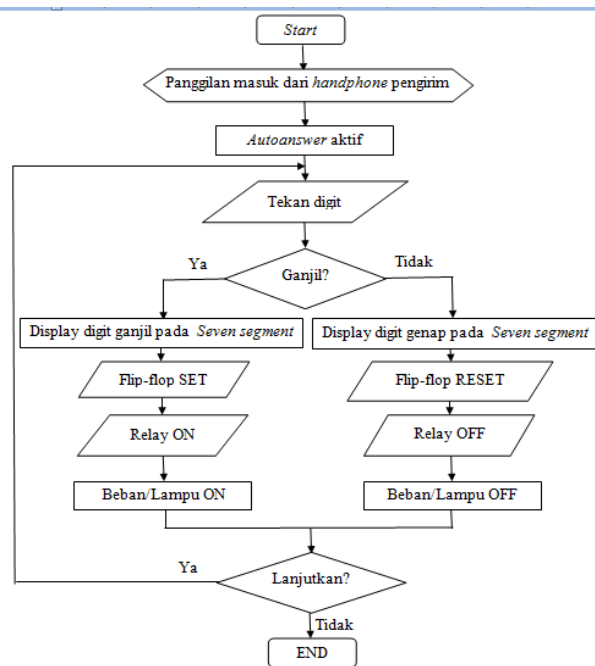 Start
Panggilan masuk dari handphone pengirim
Autoanswer aktif
Tekan digit
Ganjil?
Ya
Tidak
Display digit ganjil pada Seven segment
Display digit genap pada Seven segment
Flip-flop SET
Flip-flop RESET
Relay ON
Relay OFF
Beban/Lampu ON
Beban/Lampu OFF
Lanjutkan?
Ya
Tidak
END